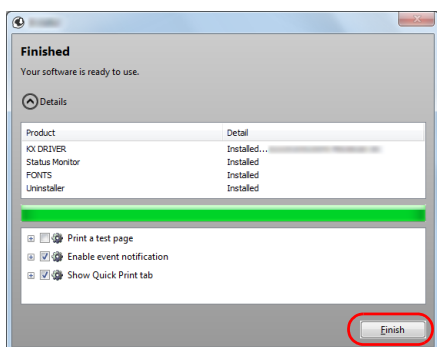 Finished
Your software is ready to use.
Details
Product Detail
KX DRIVER Installed...
Status Monitor Installed
FONTS Installed
Uninstaller Installed
Print a test page
Enable event notification
Show Quick Print tab
Finish